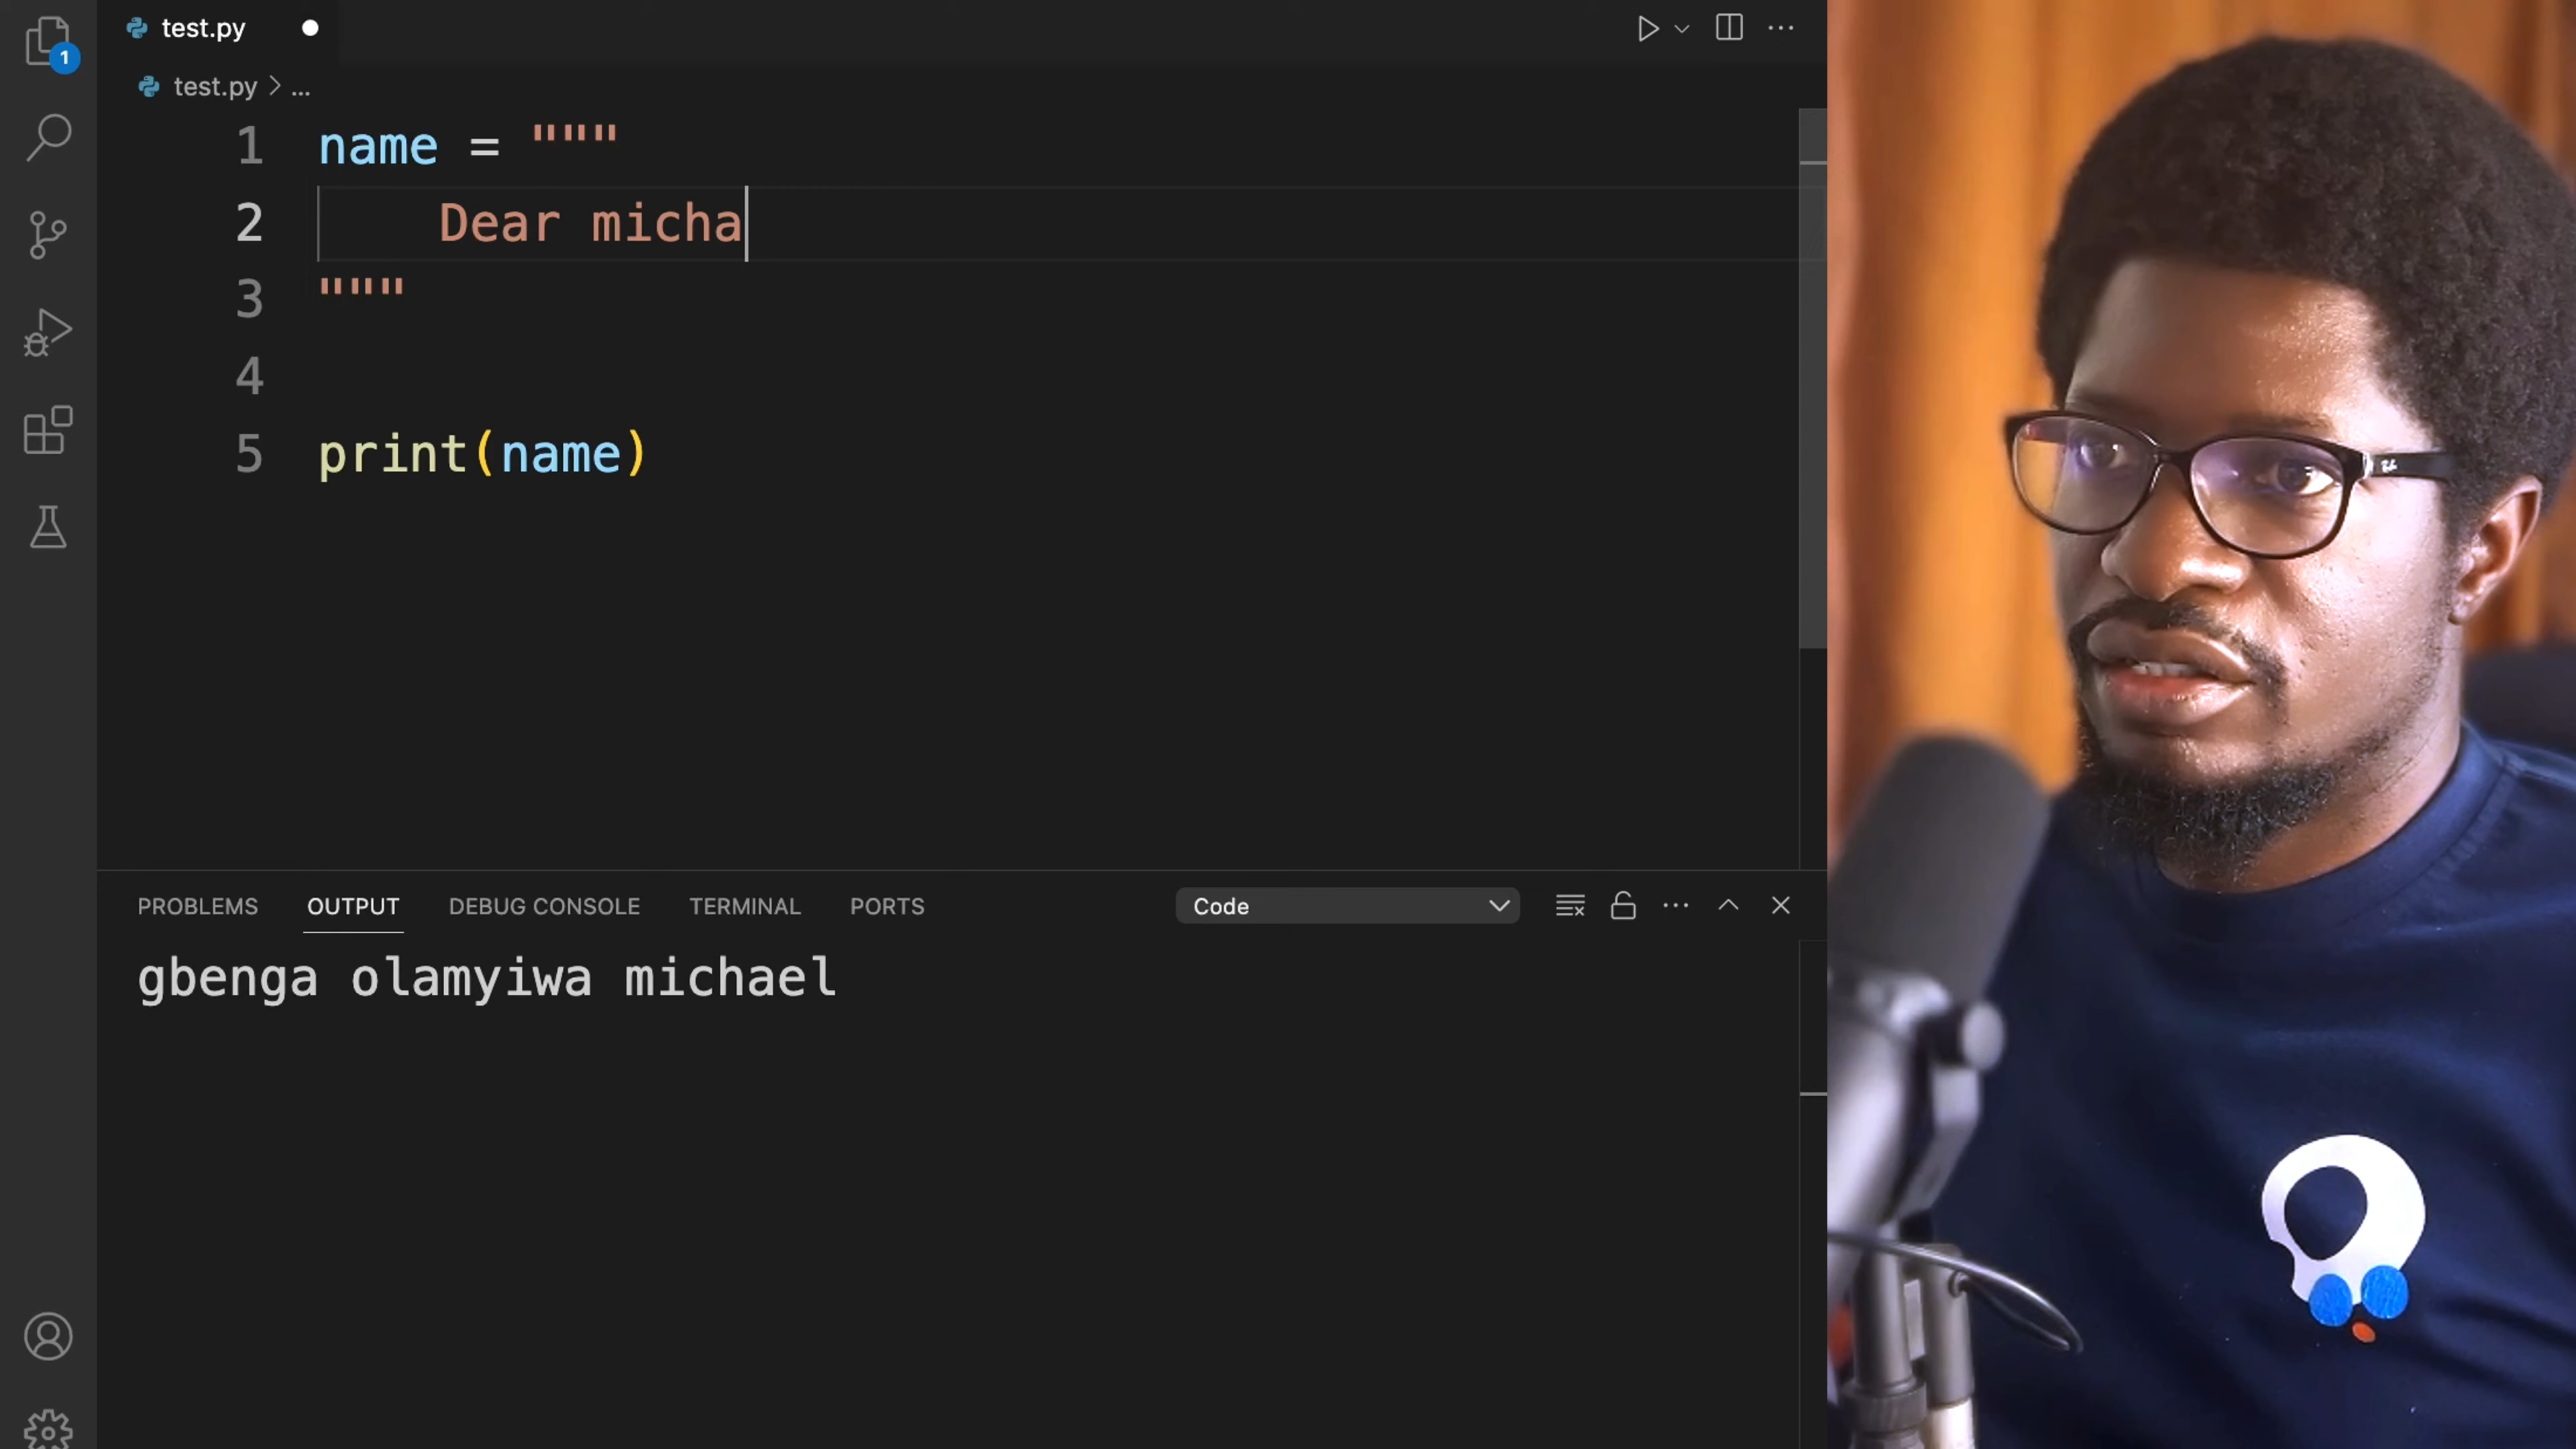 test.py
1
test.py > ...
1 name = """
2 Dear micha
3 """
4
5 print(name)
PROBLEMS OUTPUT DEBUG CONSOLE TERMINAL PORTS Code
gbenga olamyiwa michael